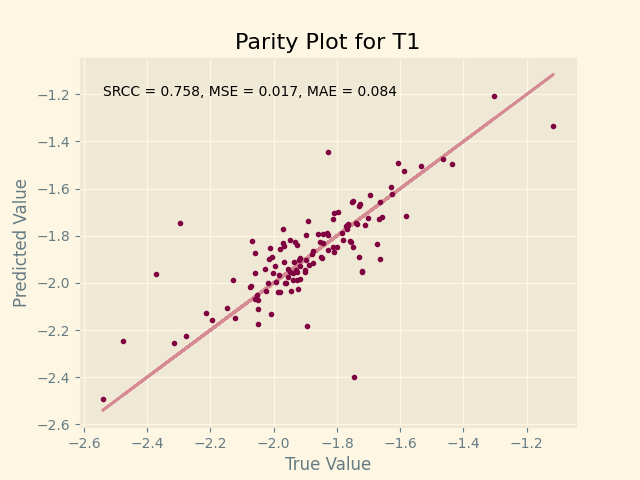 Parity Plot for T1
SRCC = 0.758, MSE = 0.017, MAE = 0.084
Predicted Value
−1.2
−1.4
−1.6
−1.8
−2.0
−2.2
−2.4
−2.6
−2.6 −2.4 −2.2 −2.0 −1.8 −1.6 −1.4 −1.2
True Value